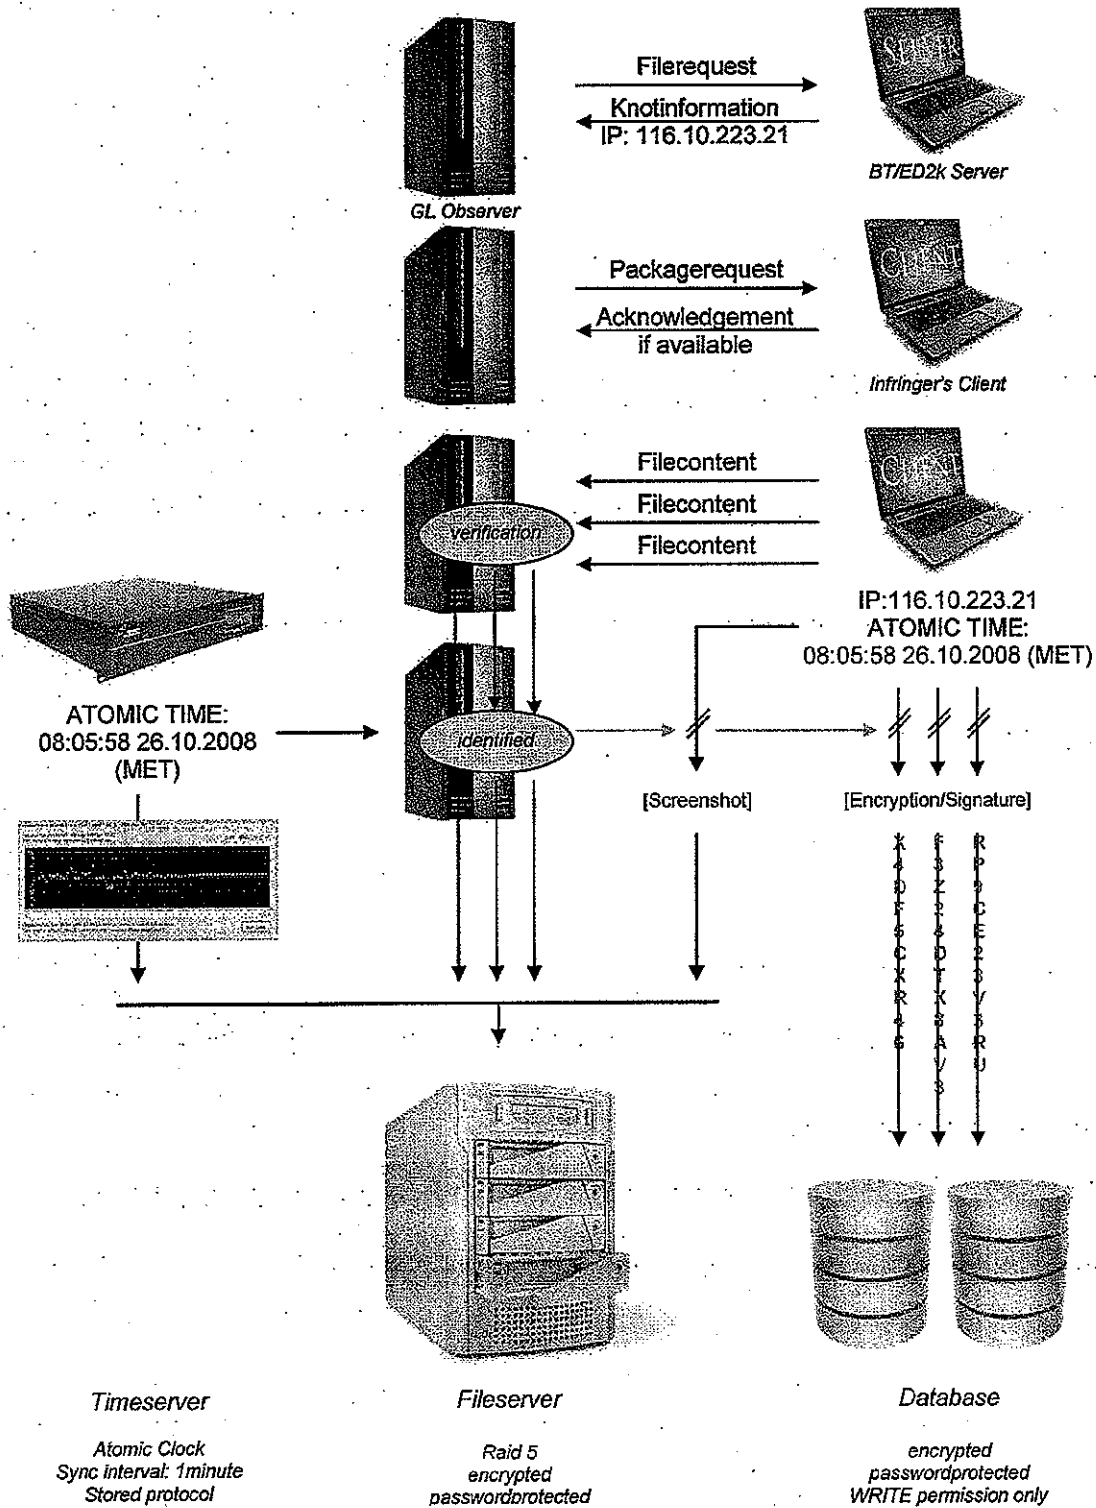 Filerequest
Knotinformation
IP: 116.10.223.21
SERVER
BT/ED2k Server
GL Observer
Packagerequest
Acknowledgement
if available
CLIENT
Infringer's Client
Filecontent
Filecontent
Filecontent
CLIENT
verification
IP:116.10.223.21
ATOMIC TIME:
08:05:58 26.10.2008 (MET)
ATOMIC TIME:
08:05:58 26.10.2008
(MET)
identified
[Screenshot]
[Encryption/Signature]
Timeserver
Fileserver
Database
Atomic Clock
Sync interval: 1minute
Stored protocol
Raid 5
encrypted
passwordprotected
encrypted
passwordprotected
WRITE permission only